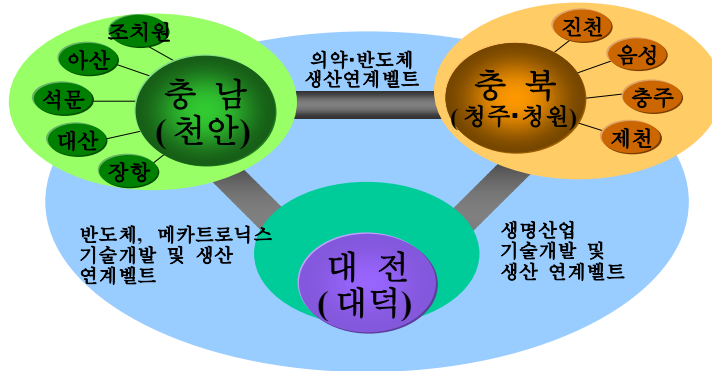 조치원
아산
석문
대산
장항
충 남
(천안)
의약·반도체
생산연계벨트
충 북
(청주·청원)
진천
음성
충주
제천
반도체, 메카트로닉스
기술개발 및 생산
연계벨트
대 전
(대덕)
생명산업
기술개발 및
생산 연계벨트